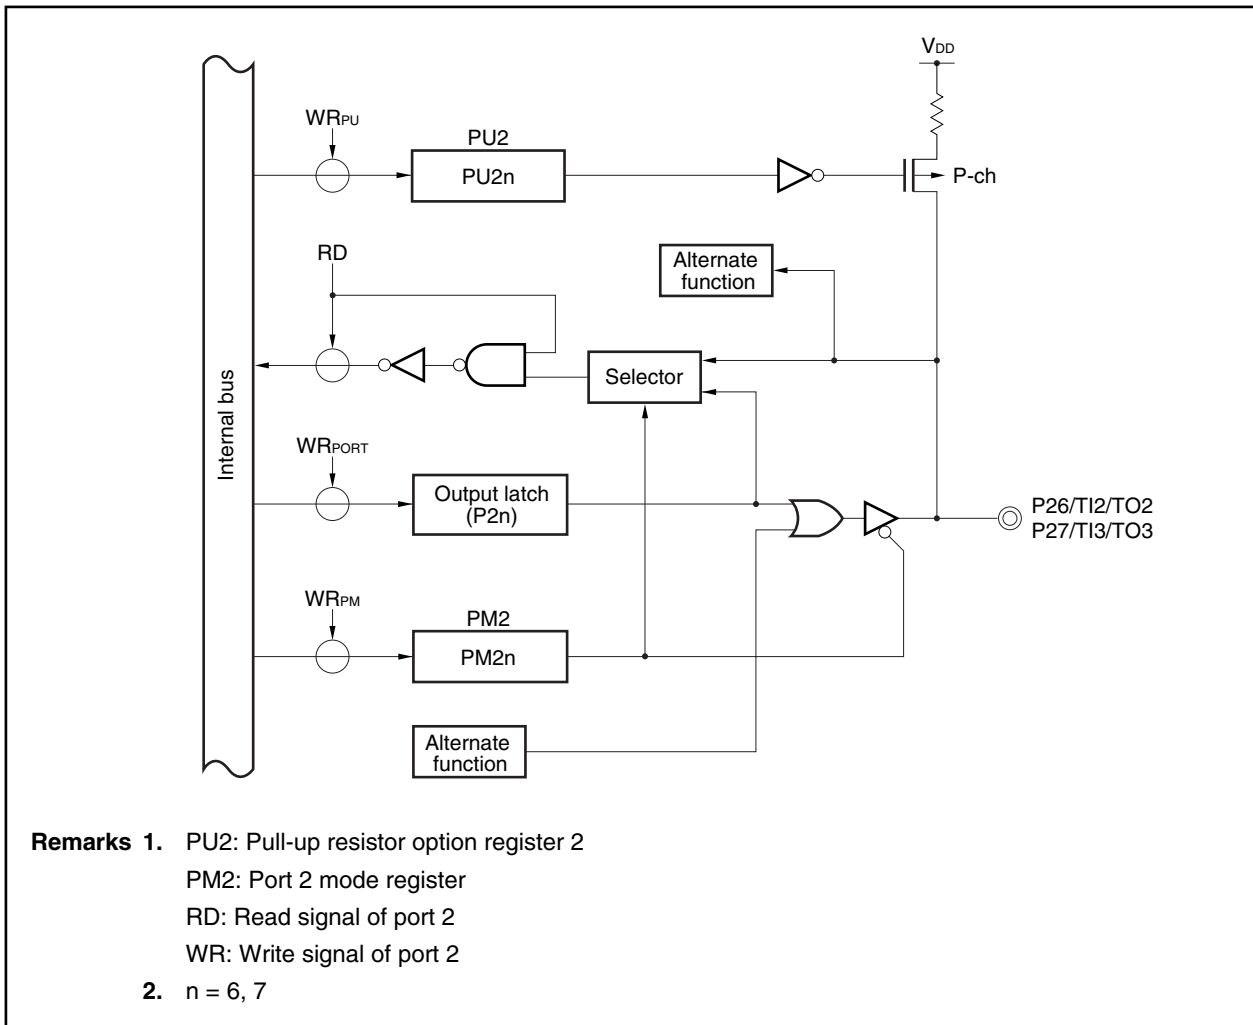 VDD
WRPU
PU2
PU2n
P-ch
RD
Alternate
function
Selector
Internal bus
WRPORT
Output latch
(P2n)
P26/TI2/TO2
P27/TI3/TO3
WRPM
PM2
PM2n
Alternate
function
Remarks 1. PU2: Pull-up resistor option register 2
PM2: Port 2 mode register
RD: Read signal of port 2
WR: Write signal of port 2
2. n = 6, 7